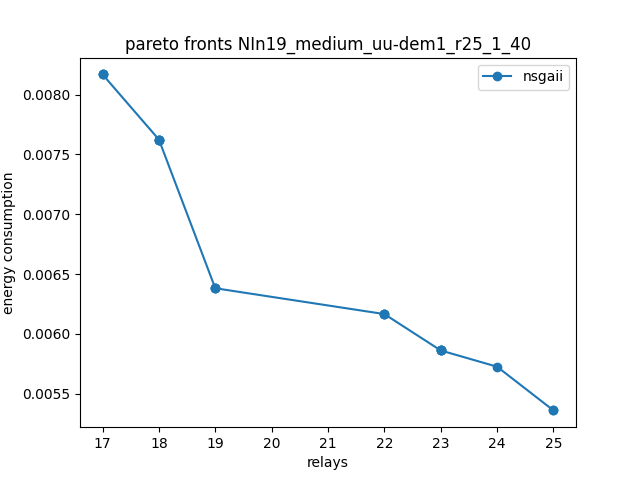 pareto fronts NIn19_medium_uu-dem1_r25_1_40
nsgaii
energy consumption
0.0080
0.0075
0.0070
0.0065
0.0060
0.0055
17 18 19 20 21 22 23 24 25
relays